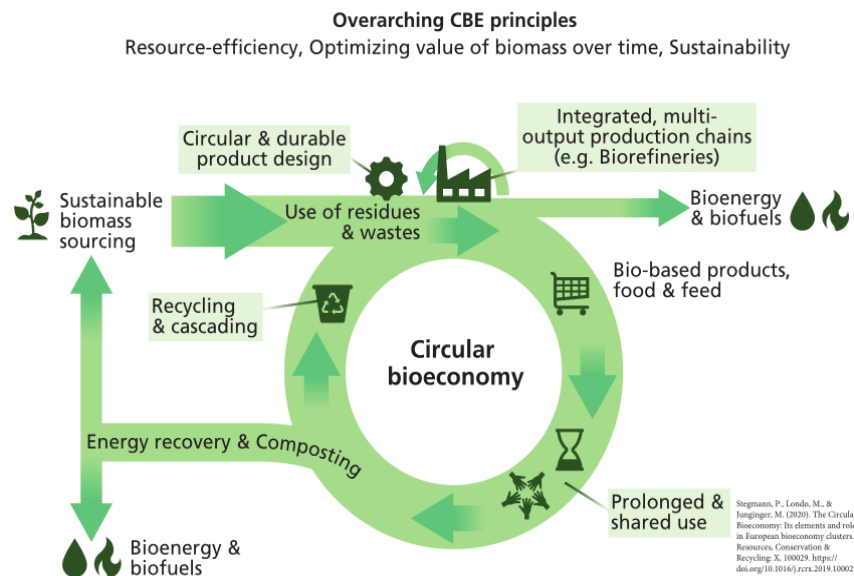 Overarching CBE principles
Resource-efficiency, Optimizing value of biomass over time, Sustainability
Circular & durable
product design
Integrated, multi-
output production chains
(e.g. Biorefineries)
Sustainable
biomass
sourcing
Use of residues
& wastes
Bioenergy
& biofuels
Bio-based products,
food & feed
Recycling
& cascading
Circular
bioeconomy
Energy recovery & Composting
Prolonged &
shared use
Bioenergy &
biofuels
Stegmann, P., Londo, M., &
Junginger, M. (2020). The Circula
Bioeconomy: Its elements and role
in European bioeconomy clusters.
Resources, Conservation &
Recycling: X, 100029. https://
doi.org/10.1016/j.rcrx.2019.10002